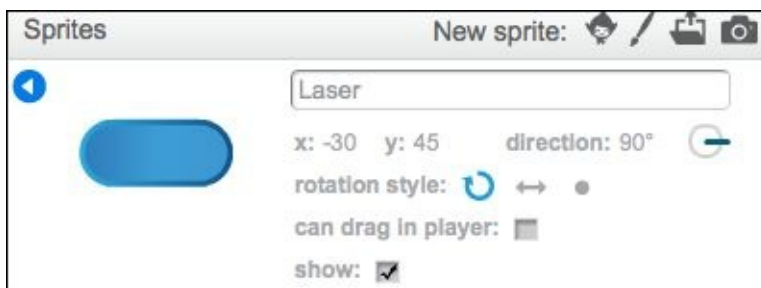 Sprites New sprite:
Laser
x: -30 y: 45 direction: 90°
rotation style:
can drag in player:
show: